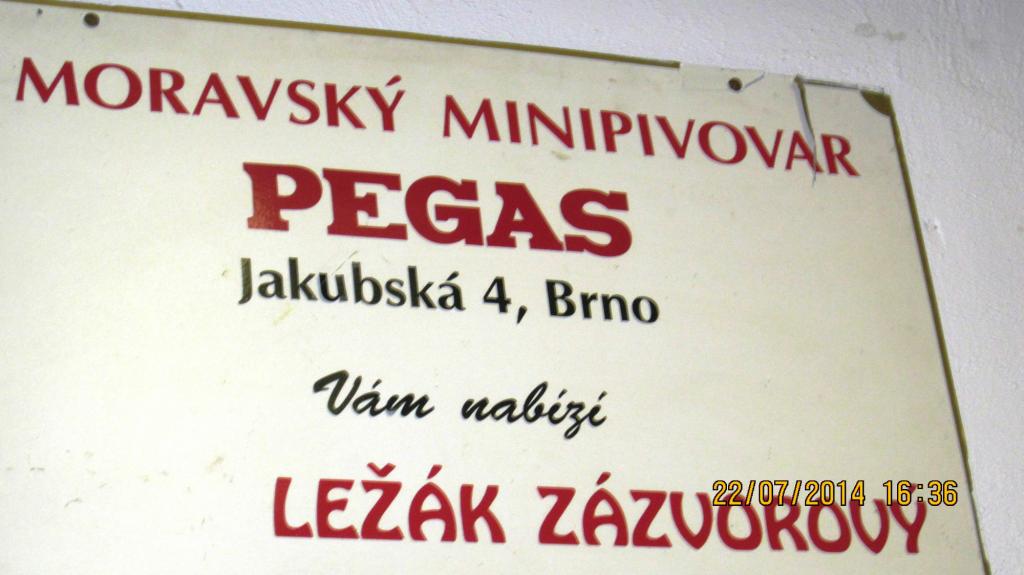 MORAVSKÝ MINIPIVOVAR
PEGAS
Jakubská 4, Brno
Vám nabízí
LEŽÁK ZÁZVOROVÝ
22/07/2014 16:36